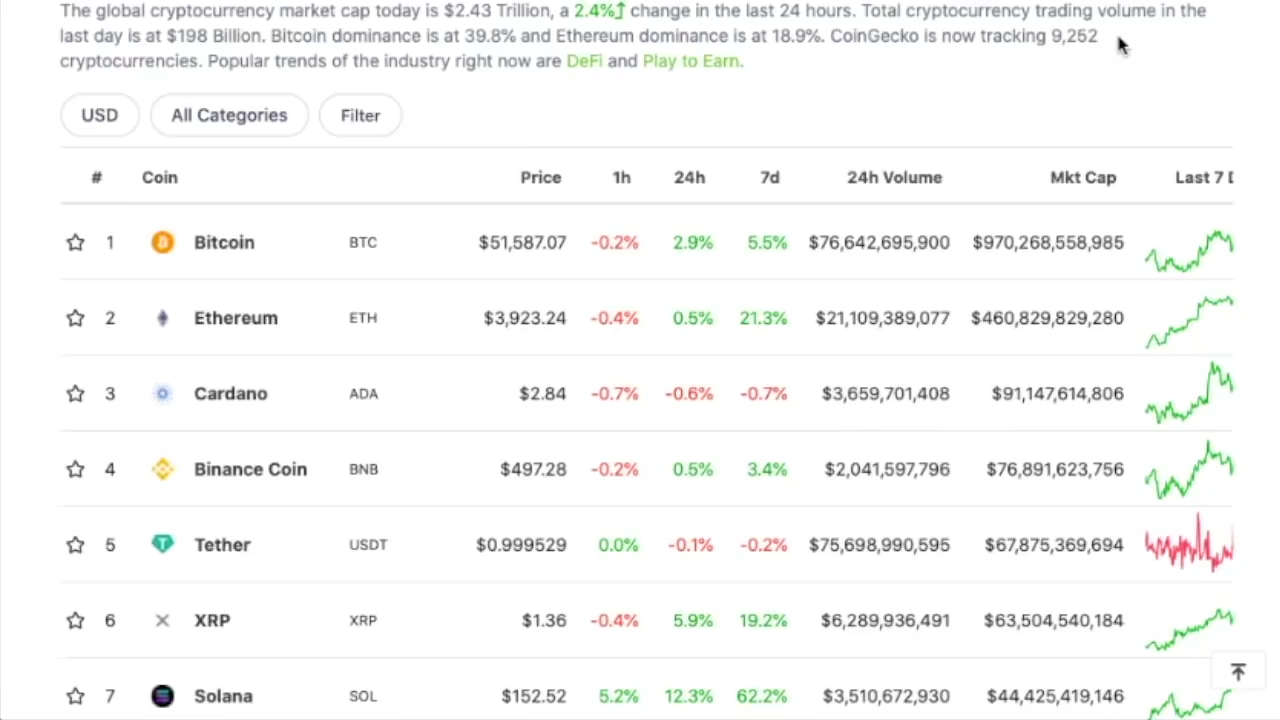 The global cryptocurrency market cap today is $2.43 Trillion, a 2.4% change in the last 24 hours. Total cryptocurrency trading volume in the
last day is at $198 Billion. Bitcoin dominance is at 39.8% and Ethereum dominance is at 18.9%. CoinGecko is now tracking 9,252
cryptocurrencies. Popular trends of the industry right now are DeFi and Play to Earn.
USD All Categories Filter
# Coin Price 1h 24h 7d 24h Volume Mkt Cap Last 7 D
1 Bitcoin BTC $51,587.07 -0.2% 2.9% 5.5% $76,642,695,900 $970,268,558,985
2 Ethereum ETH $3,923.24 -0.4% 0.5% 21.3% $21,109,389,077 $460,829,829,280
3 Cardano ADA $2.84 -0.7% -0.6% -0.7% $3,659,701,408 $91,147,614,806
4 Binance Coin BNB $497.28 -0.2% 0.5% 3.4% $2,041,597,796 $76,891,623,756
5 Tether USDT $0.999529 0.0% -0.1% -0.2% $75,698,990,595 $67,875,369,694
6 XRP XRP $1.36 -0.4% 5.9% 19.2% $6,289,936,491 $63,504,540,184
7 Solana SOL $152.52 5.2% 12.3% 62.2% $3,510,672,930 $44,425,419,146